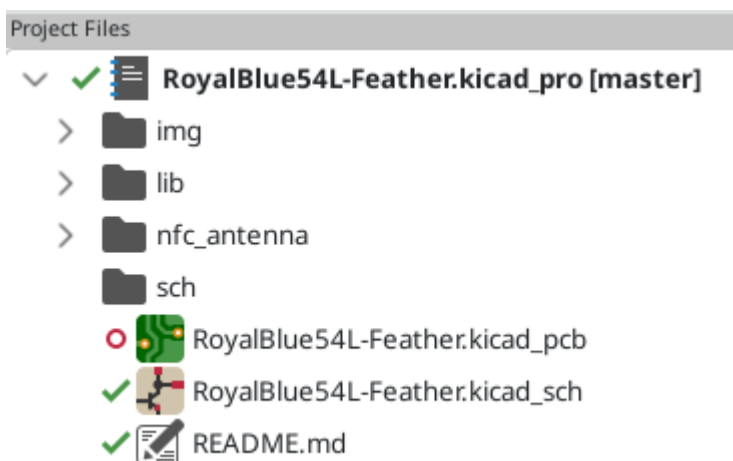 Project Files
RoyalBlue54L-Feather.kicad_pro [master]
img
lib
nfc_antenna
sch
RoyalBlue54L-Feather.kicad_pcb
RoyalBlue54L-Feather.kicad_sch
README.md